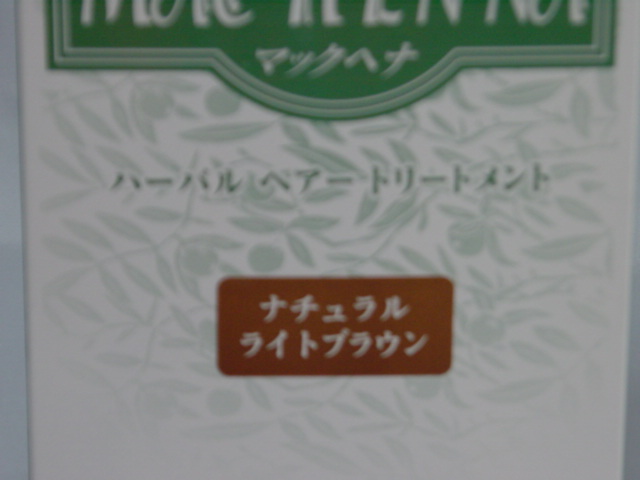 マックヘナ
ハーバル ヘアートリートメント
ナチュラル
ライトブラウン